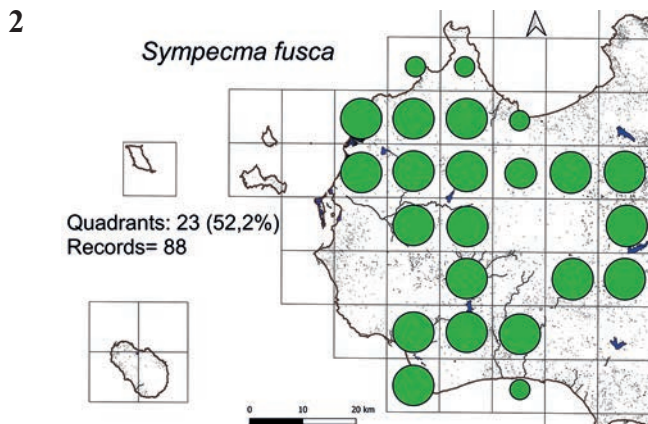 2
Sympecma fusca
Quadrants: 23 (52,2%)
Records= 88
0 10 20 km